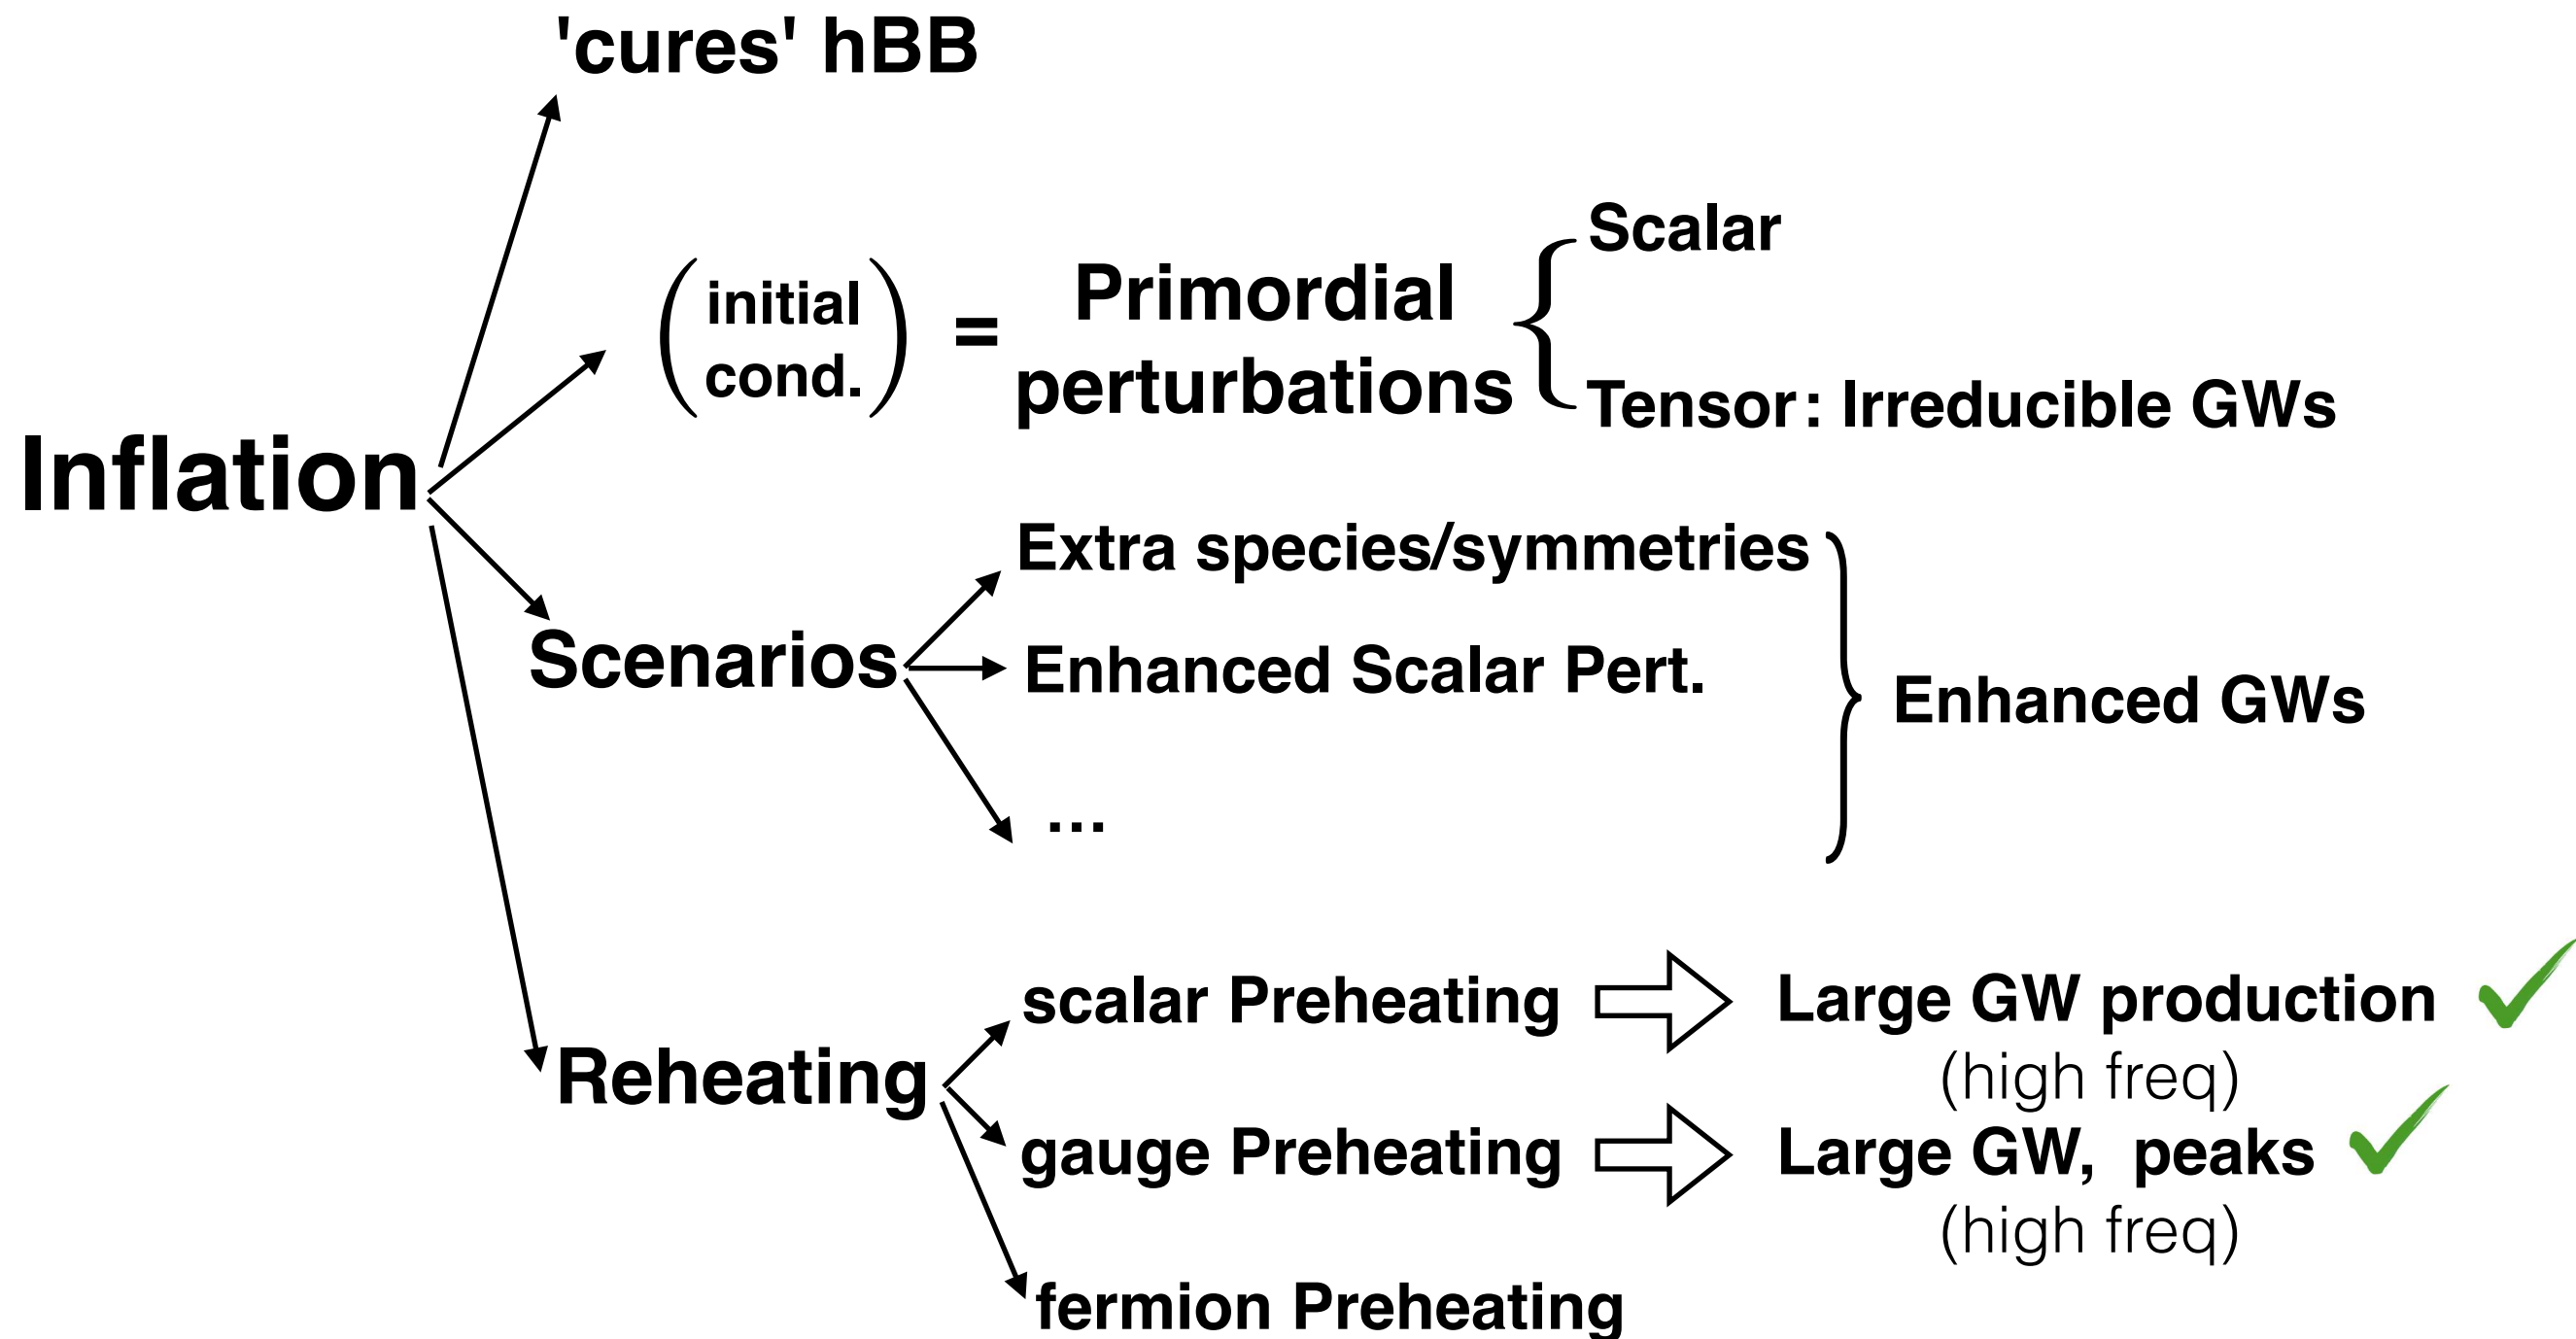 'cures' hBB
Inflation
initial
cond.
=
Primordial
perturbations
Scalar
Tensor: Irreducible GWs
Scenarios
Extra species/symmetries
Enhanced Scalar Pert.
...
Enhanced GWs
Reheating
scalar Preheating
Large GW production
(high freq)
gauge Preheating
Large GW, peaks
(high freq)
fermion Preheating